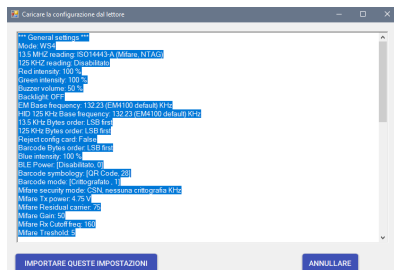 Caricare la configurazione dal lettore
*** General settings ***
Mode: WS4
13.5 MHZ reading: ISO14443-A (Mifare, NTAG)
125 KHZ reading: Disabilitato
Red intensity: 100 %
Green intensity: 100 %
Buzzer volume: 50 %
Backlight: OFF
EM Base frequency: 132.23 (EM4100 default) KHz
HID 125 KHz Base frequency: 132.23 (EM4100 default) KHz
13.5 KHz Bytes order: LSB first
125 KHz Bytes order: LSB first
Reject config card: False
Barcode Bytes order: LSB first
Blue intensity: 100 %
BLE Power: [Disabilitato, 0]
Barcode symbology: [QR Code, 28]
Barcode mode: [Crittografato , 1]
Mifare security mode: CSN, nessuna crittografia KHz
Mifare Tx power: 4.75 V
Mifare Residual carrier: 75
Mifare Gain: 50
Mifare Rx Cutoff freq: 160
Mifare Treshold: 5
IMPORTARE QUESTE IMPOSTAZIONI
ANNULLARE